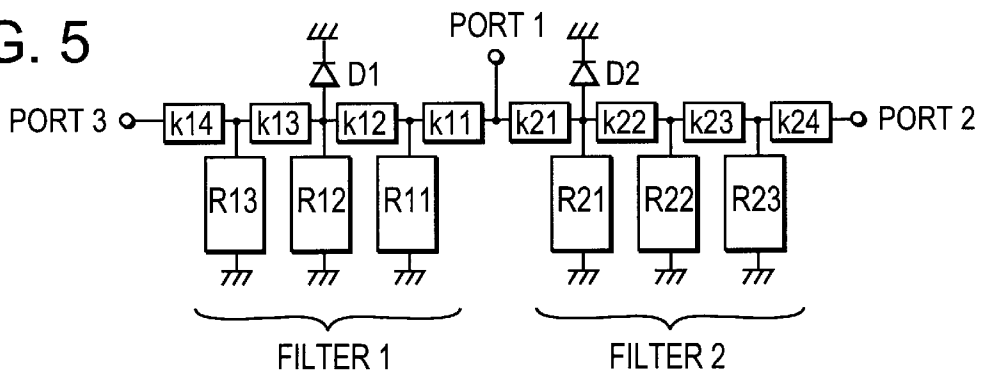 G. 5
PORT 1
D1
D2
PORT 3
k14
k13
k12
k11
k21
k22
k23
k24
PORT 2
R13
R12
R11
R21
R22
R23
FILTER 1
FILTER 2